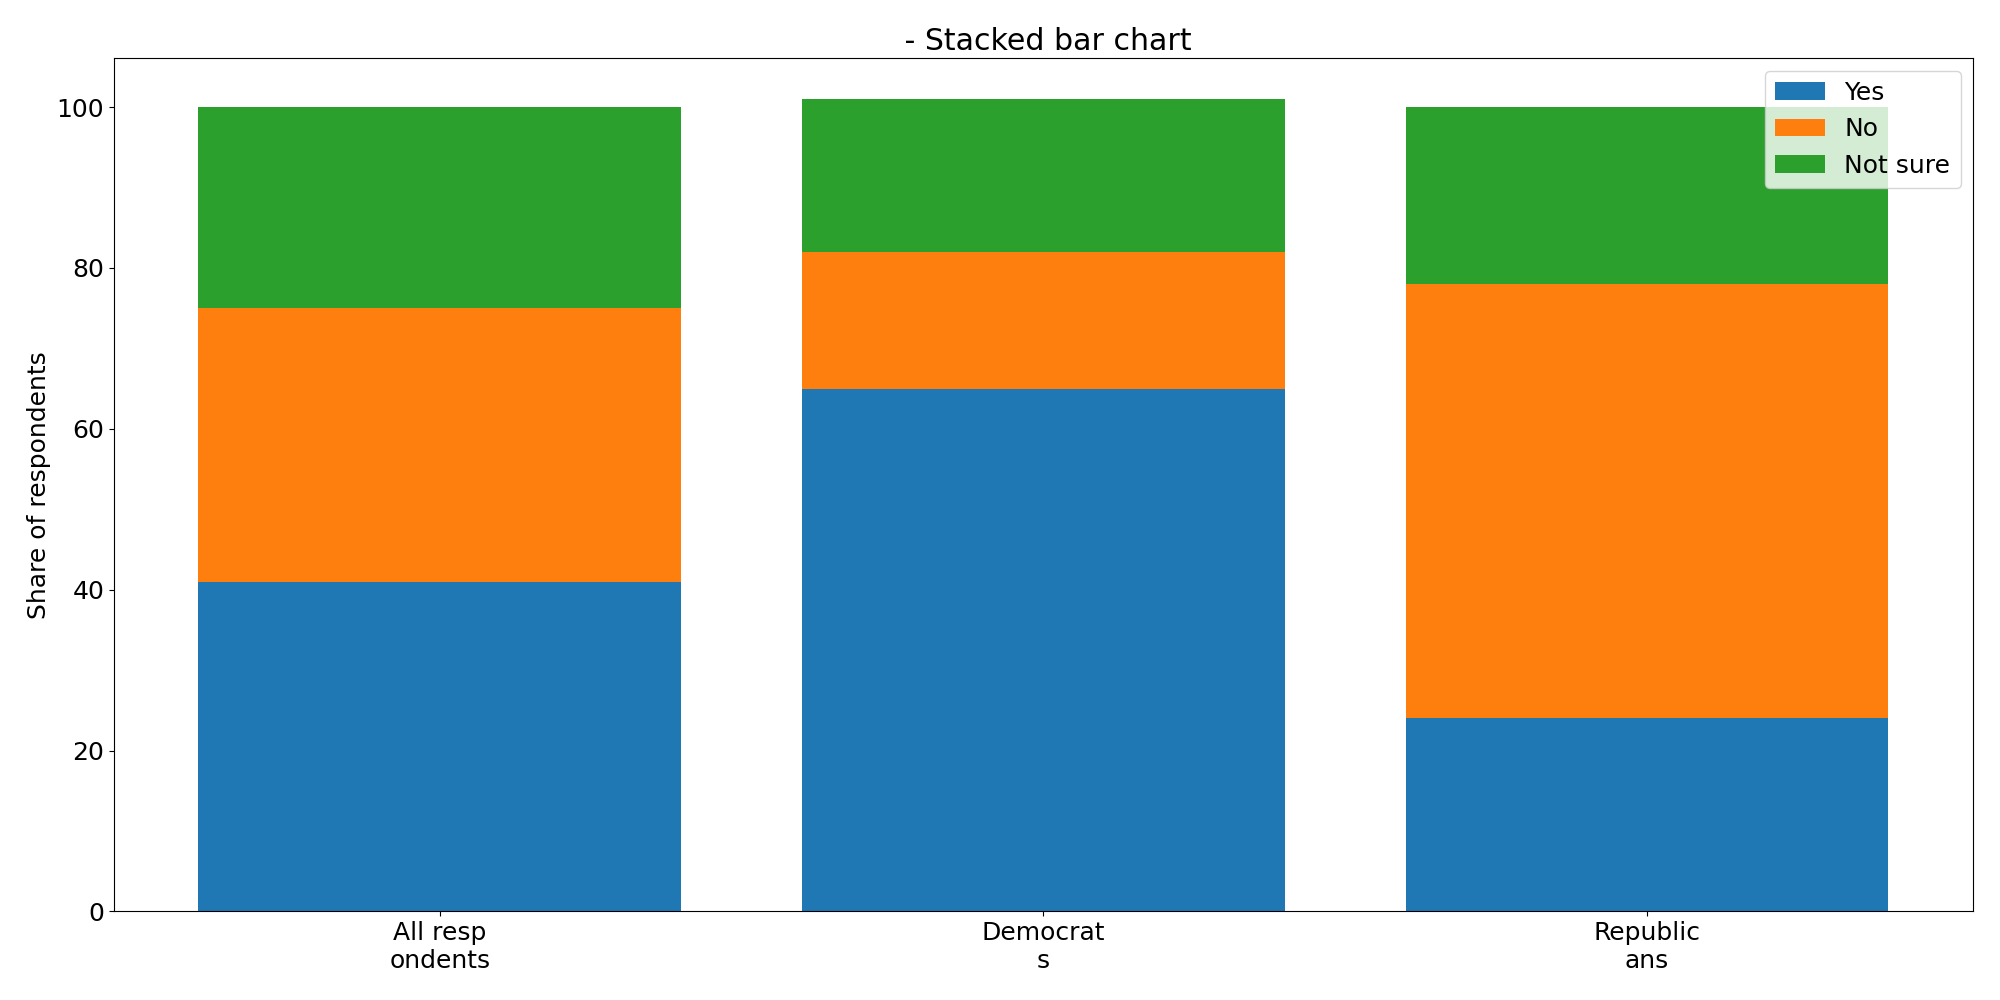 - Stacked bar chart
Yes
No
Not sure
Share of respondents
100
80
60
40
20
0
All resp
ondents
Democrat
s
Republic
ans